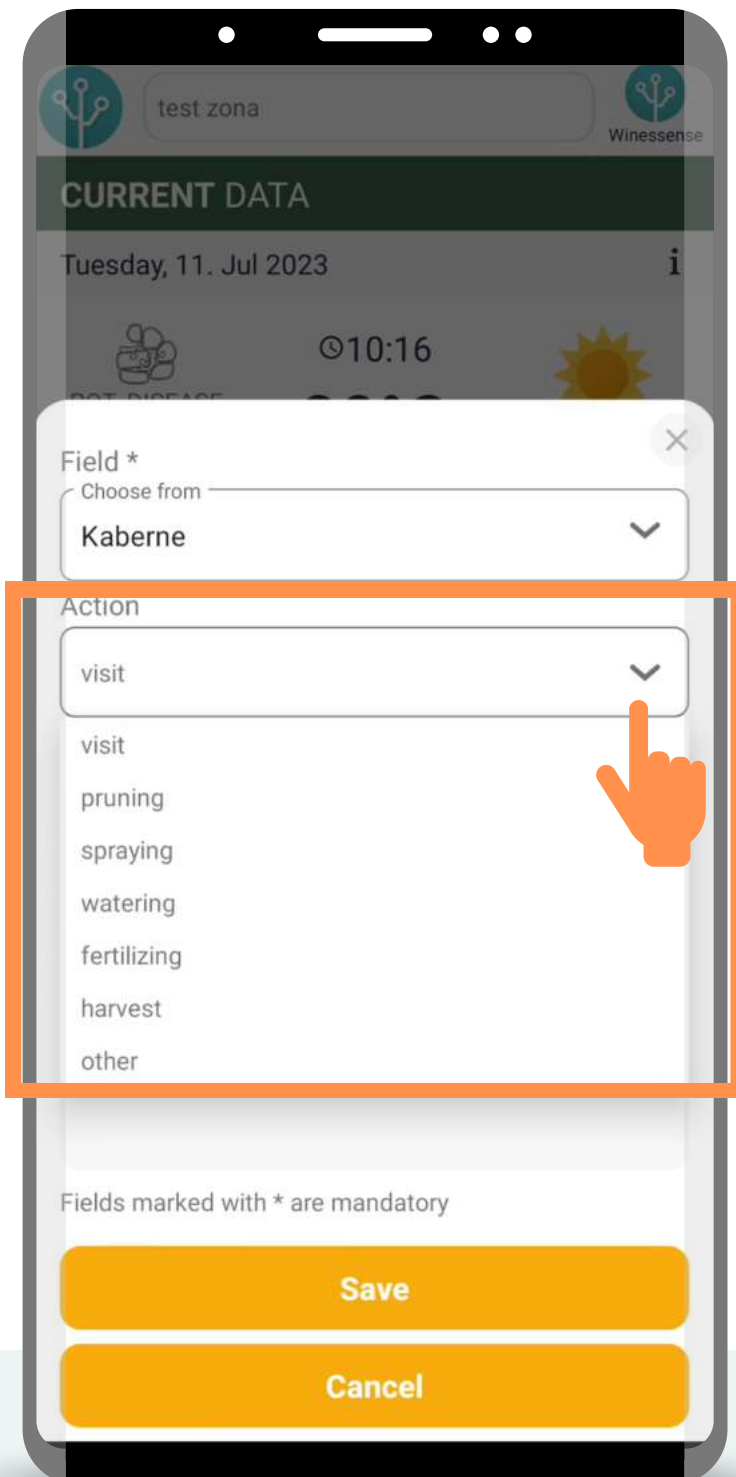 test zona
Winessense
CURRENT DATA
Tuesday, 11. Jul 2023
i
10:16
Field *
Choose from
Kaberne
Action
visit
visit
pruning
spraying
watering
fertilizing
harvest
other
Fields marked with * are mandatory
Save
Cancel